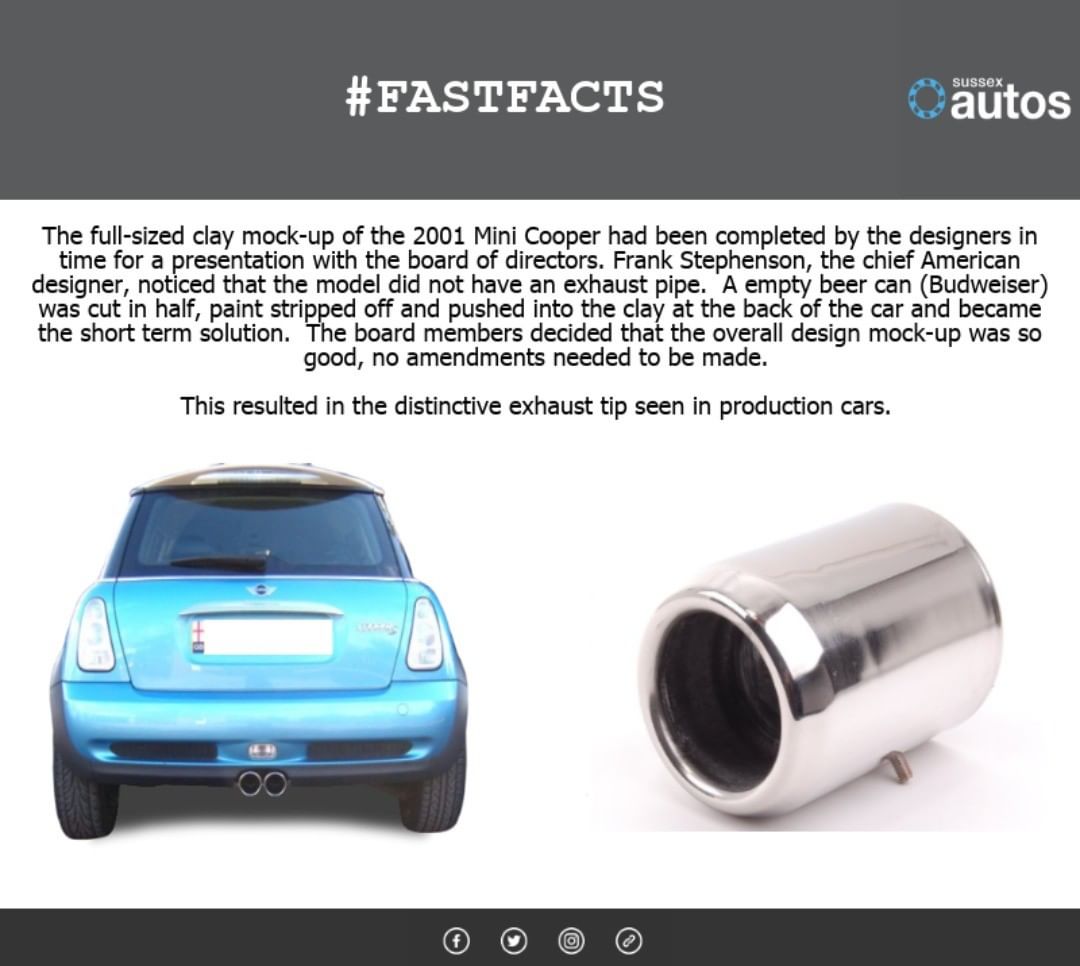 #FASTFACTS
sussex
autos
The full-sized clay mock-up of the 2001 Mini Cooper had been completed by the designers in
time for a presentation with the board of directors. Frank Stephenson, the chief American
designer, noticed that the model did not have an exhaust pipe.  A empty beer can (Budweiser)
was cut in half, paint stripped off and pushed into the clay at the back of the car and became
the short term solution.  The board members decided that the overall design mock-up was so
good, no amendments needed to be made.
This resulted in the distinctive exhaust tip seen in production cars.